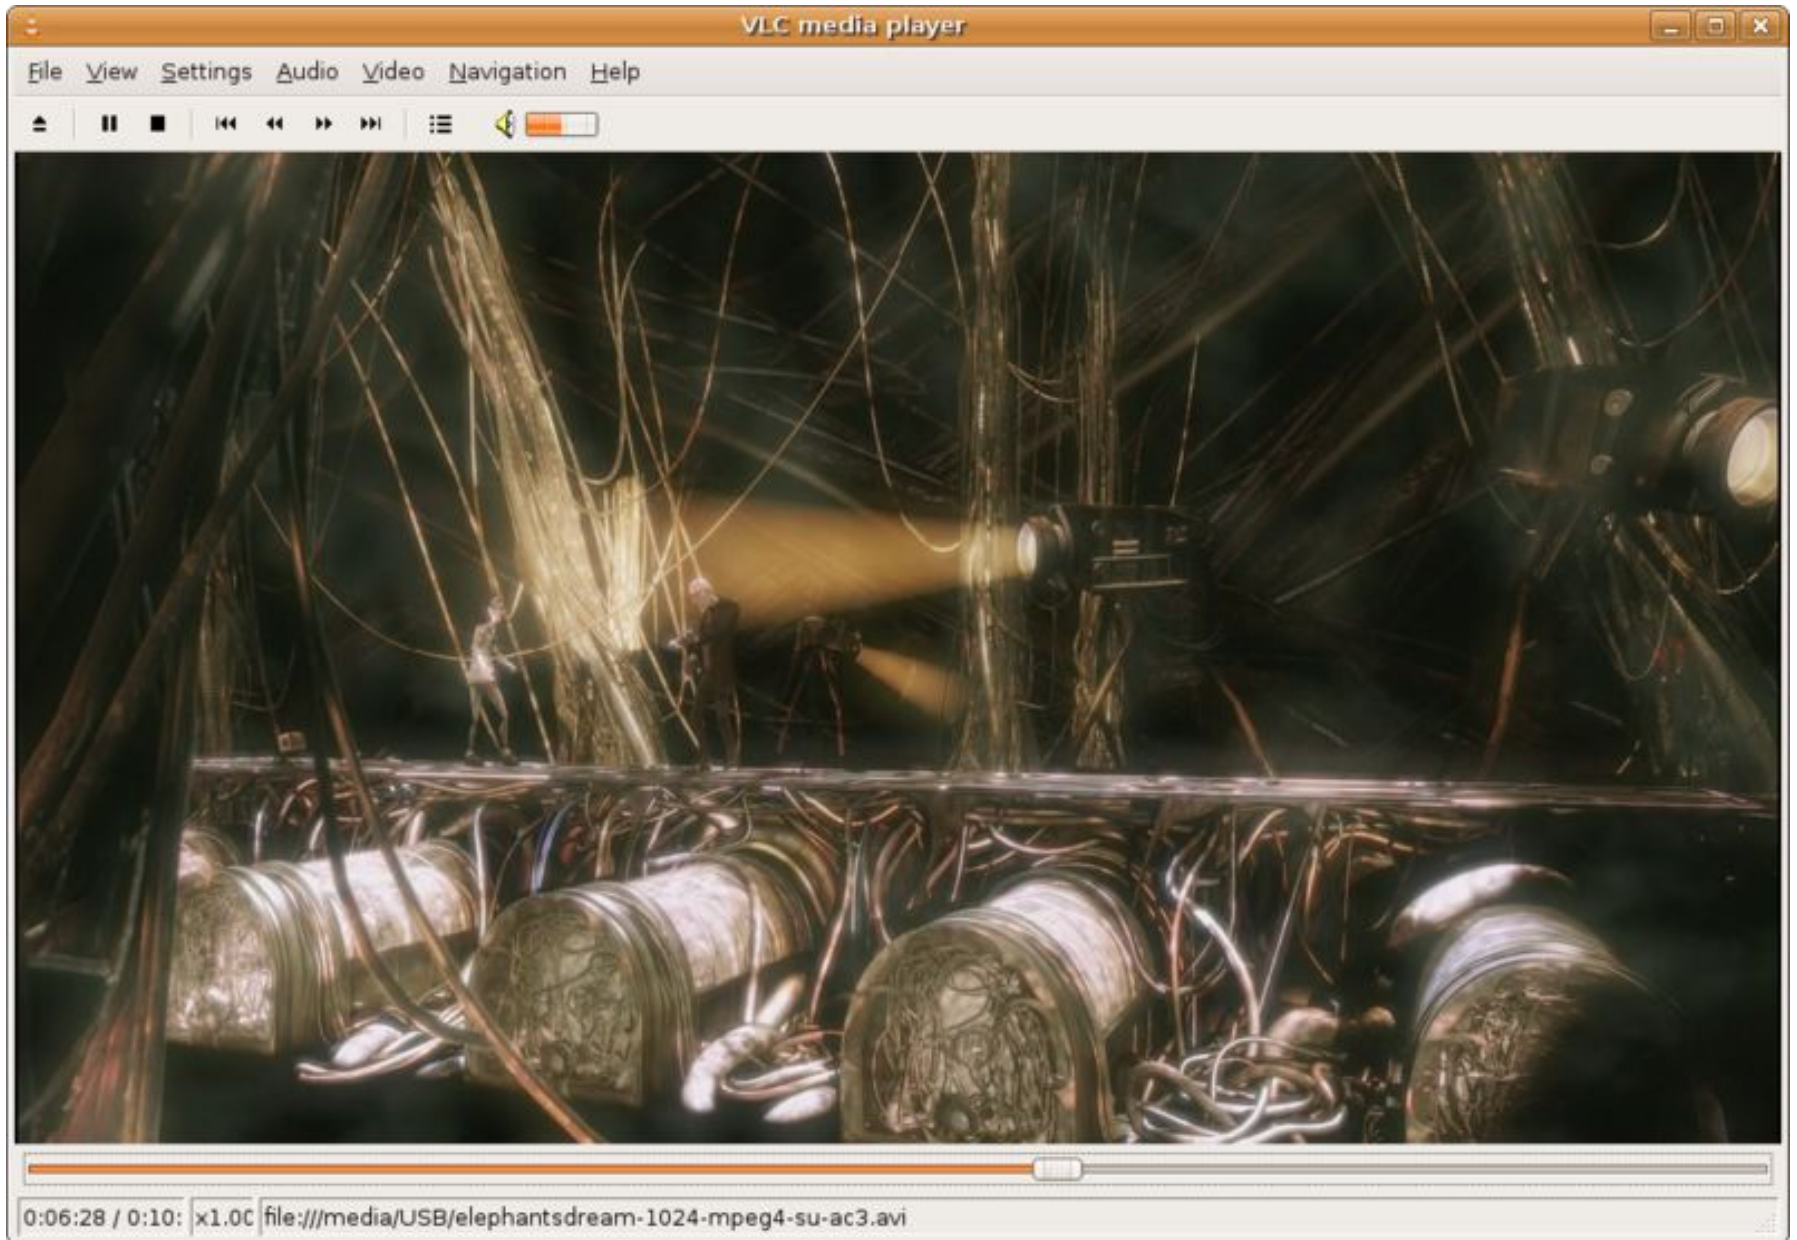 VLC media player
File View Settings Audio Video Navigation Help
0:06:28 / 0:10: x1.00 file:///media/USB/elephantsdream-1024-mpeg4-su-ac3.avi